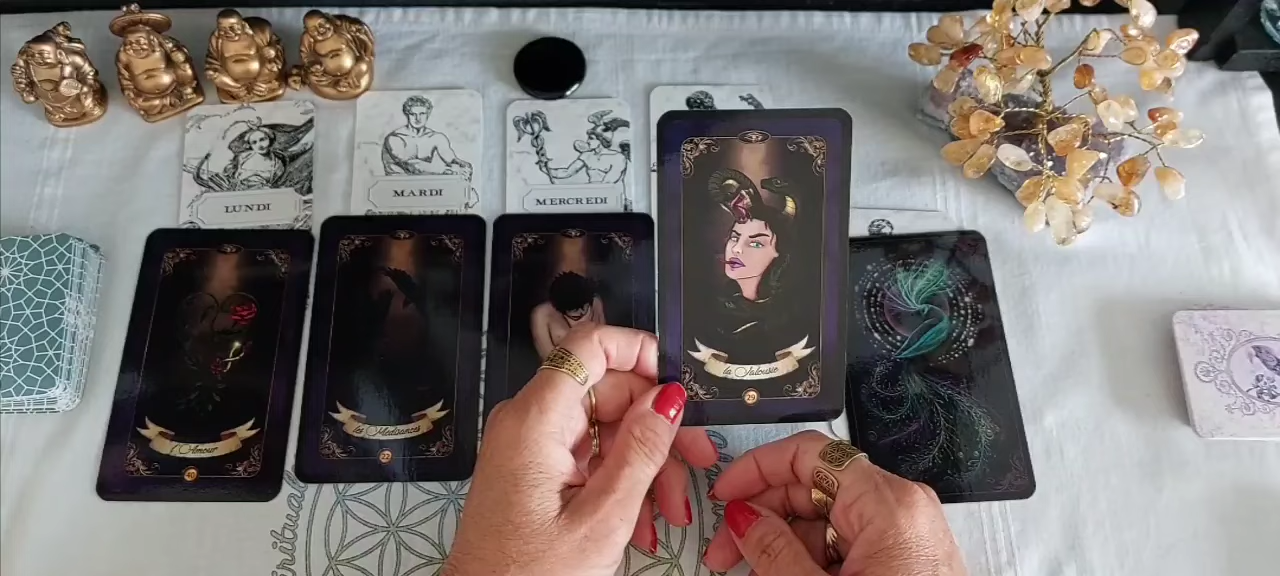 LUNDI
MARDI
MERCREDI
l'Amour
40
les Médisances
22
la Jalousie
29